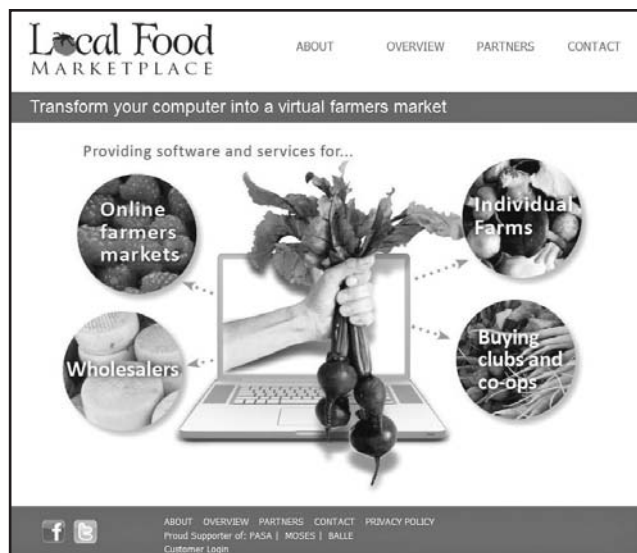 Local Food
MARKETPLACE
ABOUT OVERVIEW PARTNERS CONTACT
Transform your computer into a virtual farmers market
Providing software and services for...
Online
farmers
markets
Individual
Farms
Wholesalers
Buying
clubs and
co-ops
ABOUT OVERVIEW PARTNERS CONTACT PRIVACY POLICY
Proud Supporter of: PASA | MOSES | BALLE
Customer Login